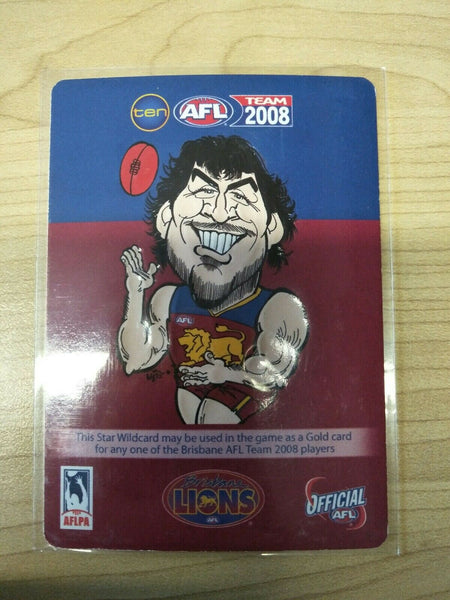 ten AFL TEAM 2008
AFL
This Star Wildcard may be used in the game as a Gold card
for any one of the Brisbane AFL Team 2008 players
AFLPA
Brisbane
LIONS
AFL
OFFICIAL
AFL